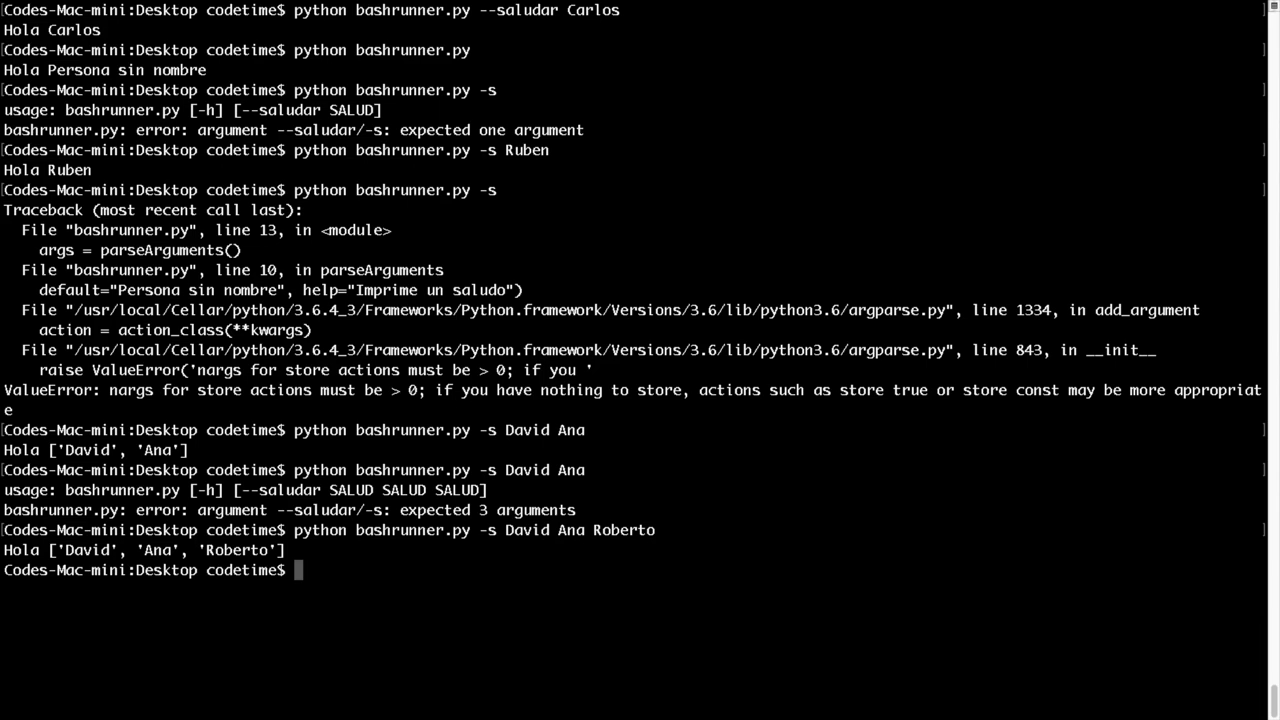 Codes-Mac-mini:Desktop codetime$ python bashrunner.py --saludar Carlos
Hola Carlos
Codes-Mac-mini:Desktop codetime$ python bashrunner.py
Hola Persona sin nombre
Codes-Mac-mini:Desktop codetime$ python bashrunner.py -s
usage: bashrunner.py [-h] [--saludar SALUD]
bashrunner.py: error: argument --saludar/-s: expected one argument
Codes-Mac-mini:Desktop codetime$ python bashrunner.py -s Ruben
Hola Ruben
Codes-Mac-mini:Desktop codetime$ python bashrunner.py -s
Traceback (most recent call last):
  File "bashrunner.py", line 13, in <module>
    args = parseArguments()
  File "bashrunner.py", line 10, in parseArguments
    default="Persona sin nombre", help="Imprime un saludo")
  File "/usr/local/Cellar/python/3.6.4_3/Frameworks/Python.framework/Versions/3.6/lib/python3.6/argparse.py", line 1334, in add_argument
    action = action_class(**kwargs)
  File "/usr/local/Cellar/python/3.6.4_3/Frameworks/Python.framework/Versions/3.6/lib/python3.6/argparse.py", line 843, in __init__
    raise ValueError('nargs for store actions must be > 0; if you '
ValueError: nargs for store actions must be > 0; if you have nothing to store, actions such as store true or store const may be more appropriat
e
Codes-Mac-mini:Desktop codetime$ python bashrunner.py -s David Ana
Hola ['David', 'Ana']
Codes-Mac-mini:Desktop codetime$ python bashrunner.py -s David Ana
usage: bashrunner.py [-h] [--saludar SALUD SALUD SALUD]
bashrunner.py: error: argument --saludar/-s: expected 3 arguments
Codes-Mac-mini:Desktop codetime$ python bashrunner.py -s David Ana Roberto
Hola ['David', 'Ana', 'Roberto']
Codes-Mac-mini:Desktop codetime$